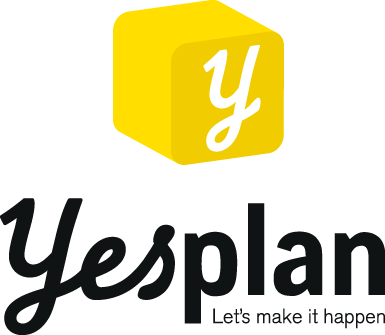 y
Yesplan
Let's make it happen